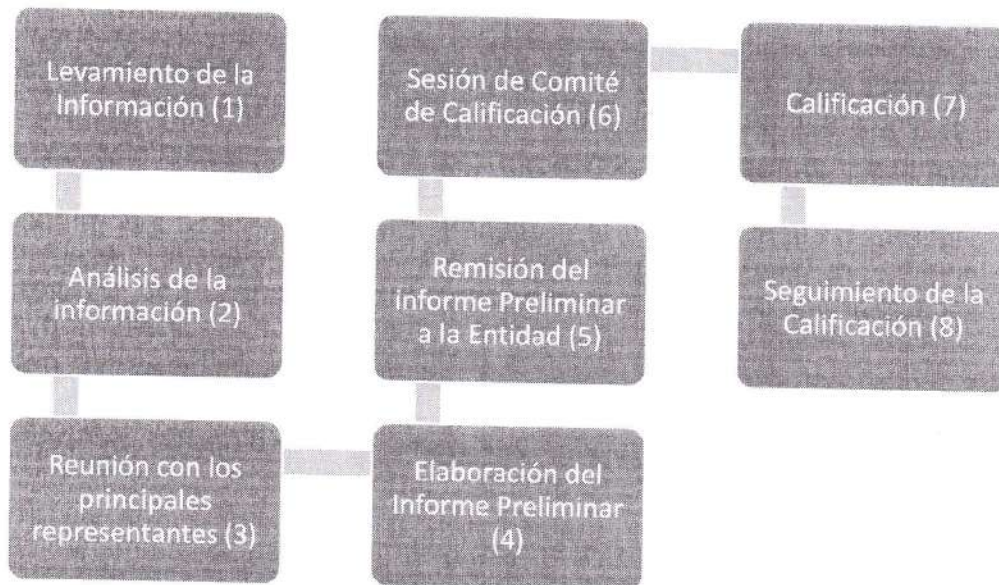 Levamiento de la
Información (1)
Análisis de la
información (2)
Reunión con los
principales
representantes (3)
Elaboración del
Informe Preliminar
(4)
Remisión del
informe Preliminar
a la Entidad (5)
Sesión de Comité
de Calificación (6)
Calificación (7)
Seguimiento de la
Calificación (8)